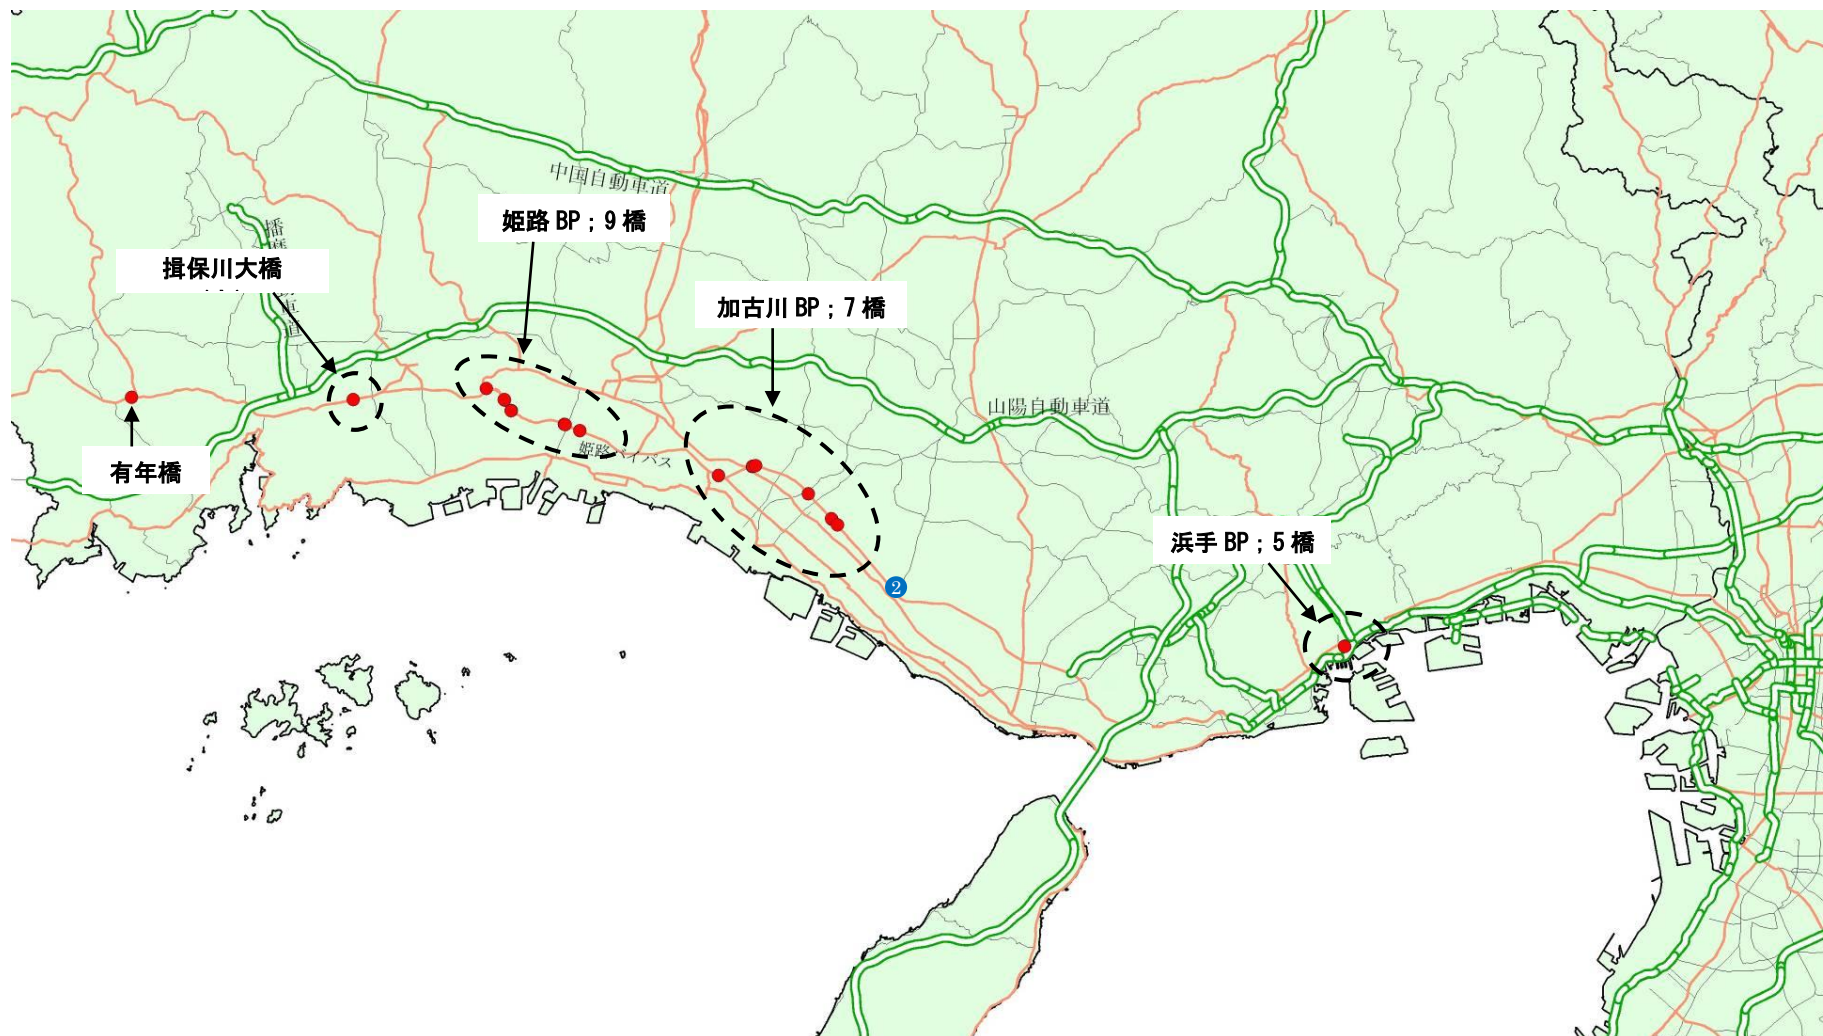 中国自動車道
姫路 BP ; 9 橋
揖保川大橋
加古川 BP ; 7 橋
山陽自動車道
姫路バイパス
有年橋
浜手 BP ; 5 橋
2